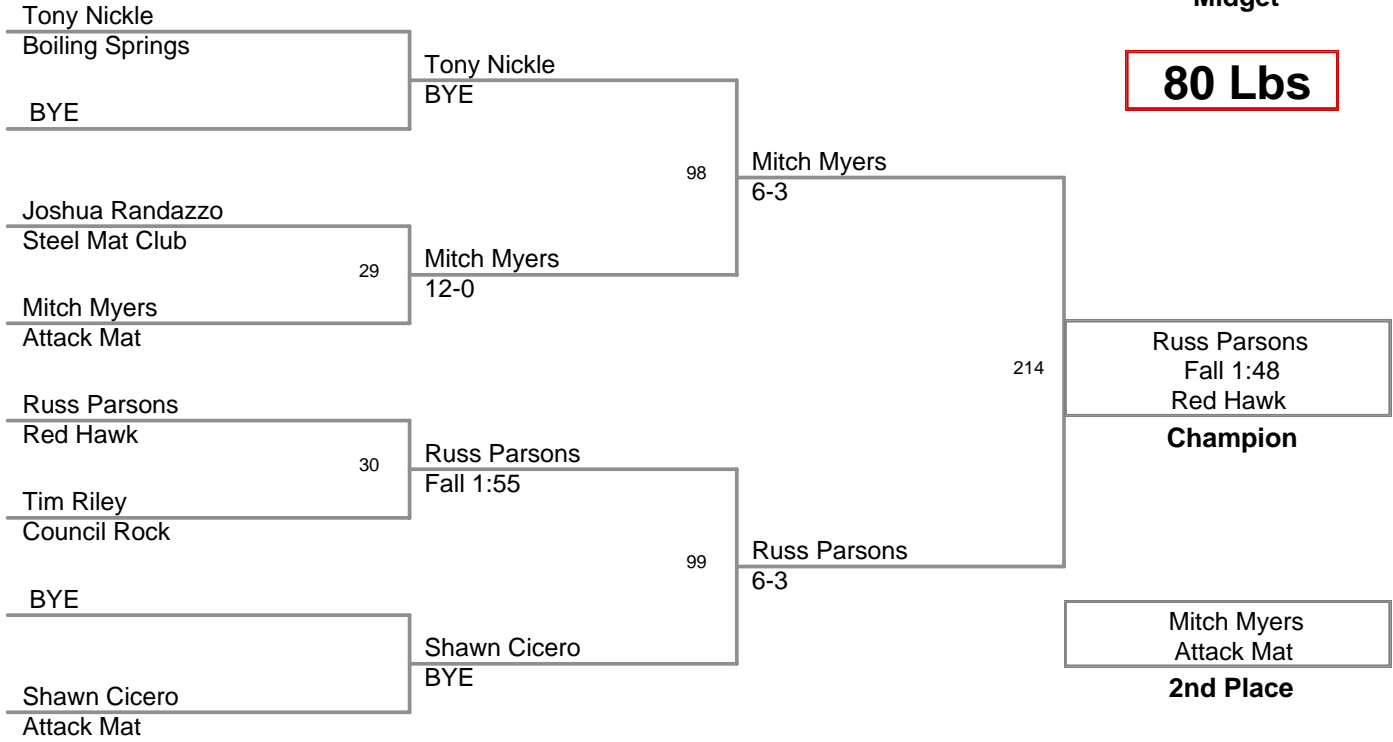 Midget
80 Lbs
Tony Nickle
Boiling Springs
BYE
Joshua Randazzo
Steel Mat Club
29
Mitch Myers
Attack Mat
Russ Parsons
Red Hawk
30
Tim Riley
Council Rock
BYE
Shawn Cicero
Attack Mat
Tony Nickle
BYE
98
Mitch Myers
12-0
Russ Parsons
Fall 1:55
99
Shawn Cicero
BYE
Mitch Myers
6-3
214
Russ Parsons
6-3
Russ Parsons
Fall 1:48
Red Hawk
Champion
Mitch Myers
Attack Mat
2nd Place